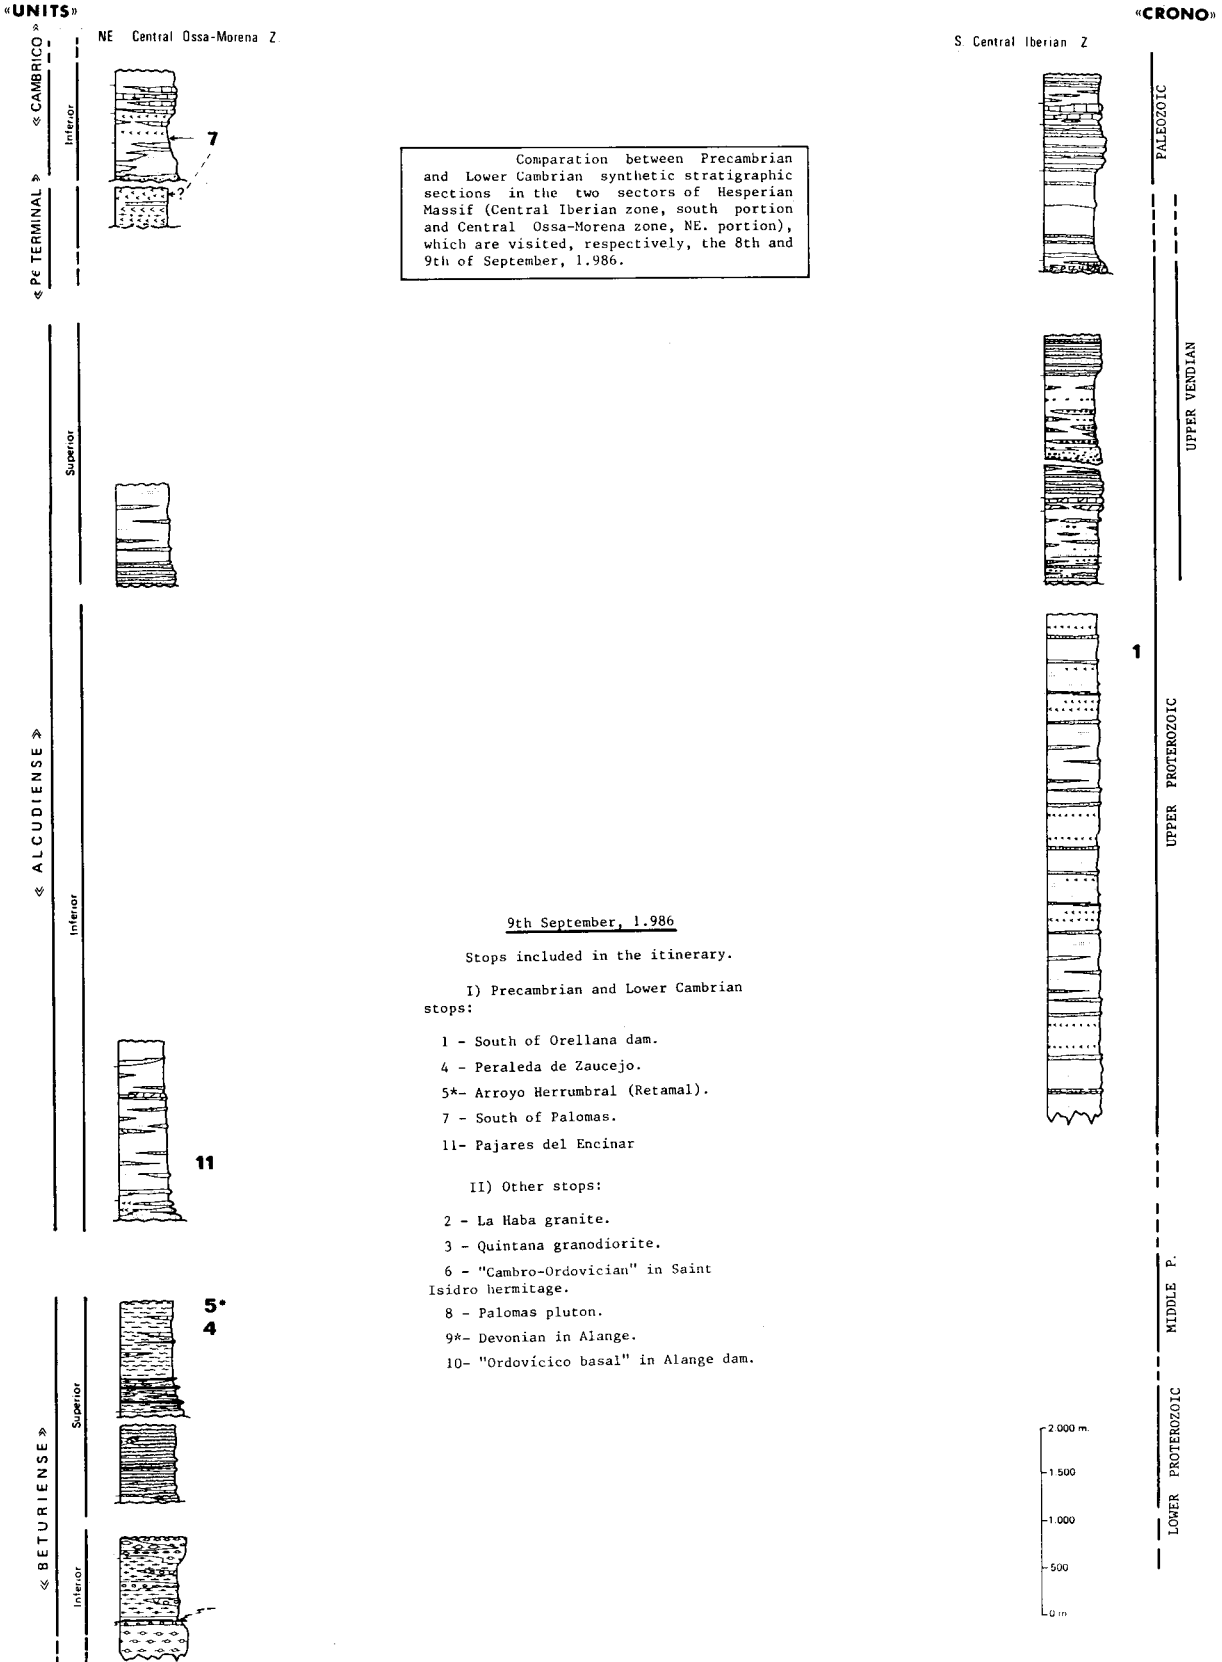 «UNITS»
«CRONO»
NE Central Ossa-Morena Z.
S. Central Iberian Z
« CAMBRICO »
Inferior
7
?
« P€ TERMINAL »
PALEOZOIC
Comparation between Precambrian
and Lower Cambrian synthetic stratigraphic
sections in the two sectors of Hesperian
Massif (Central Iberian zone, south portion
and Central Ossa-Morena zone, NE. portion),
which are visited, respectively, the 8th and
9th of September, 1.986.
UPPER VENDIAN
Superior
1
« ALCUDIENSE »
UPPER PROTEROZOIC
Inferior
9th September, 1.986
Stops included in the itinerary.
I) Precambrian and Lower Cambrian
stops:
1 - South of Orellana dam.
4 - Peraleda de Zaucejo.
5*- Arroyo Herrumbral (Retamal).
7 - South of Palomas.
11- Pajares del Encinar
11
II) Other stops:
2 - La Haba granite.
3 - Quintana granodiorite.
6 - "Cambro-Ordovician" in Saint
Isidro hermitage.
8 - Palomas pluton.
9*- Devonian in Alange.
10- "Ordovícico basal" in Alange dam.
5*
4
MIDDLE P.
Superior
« BETURIENSE »
LOWER PROTEROZOIC
2.000 m.
1.500
1.000
500
0 m
Inferior